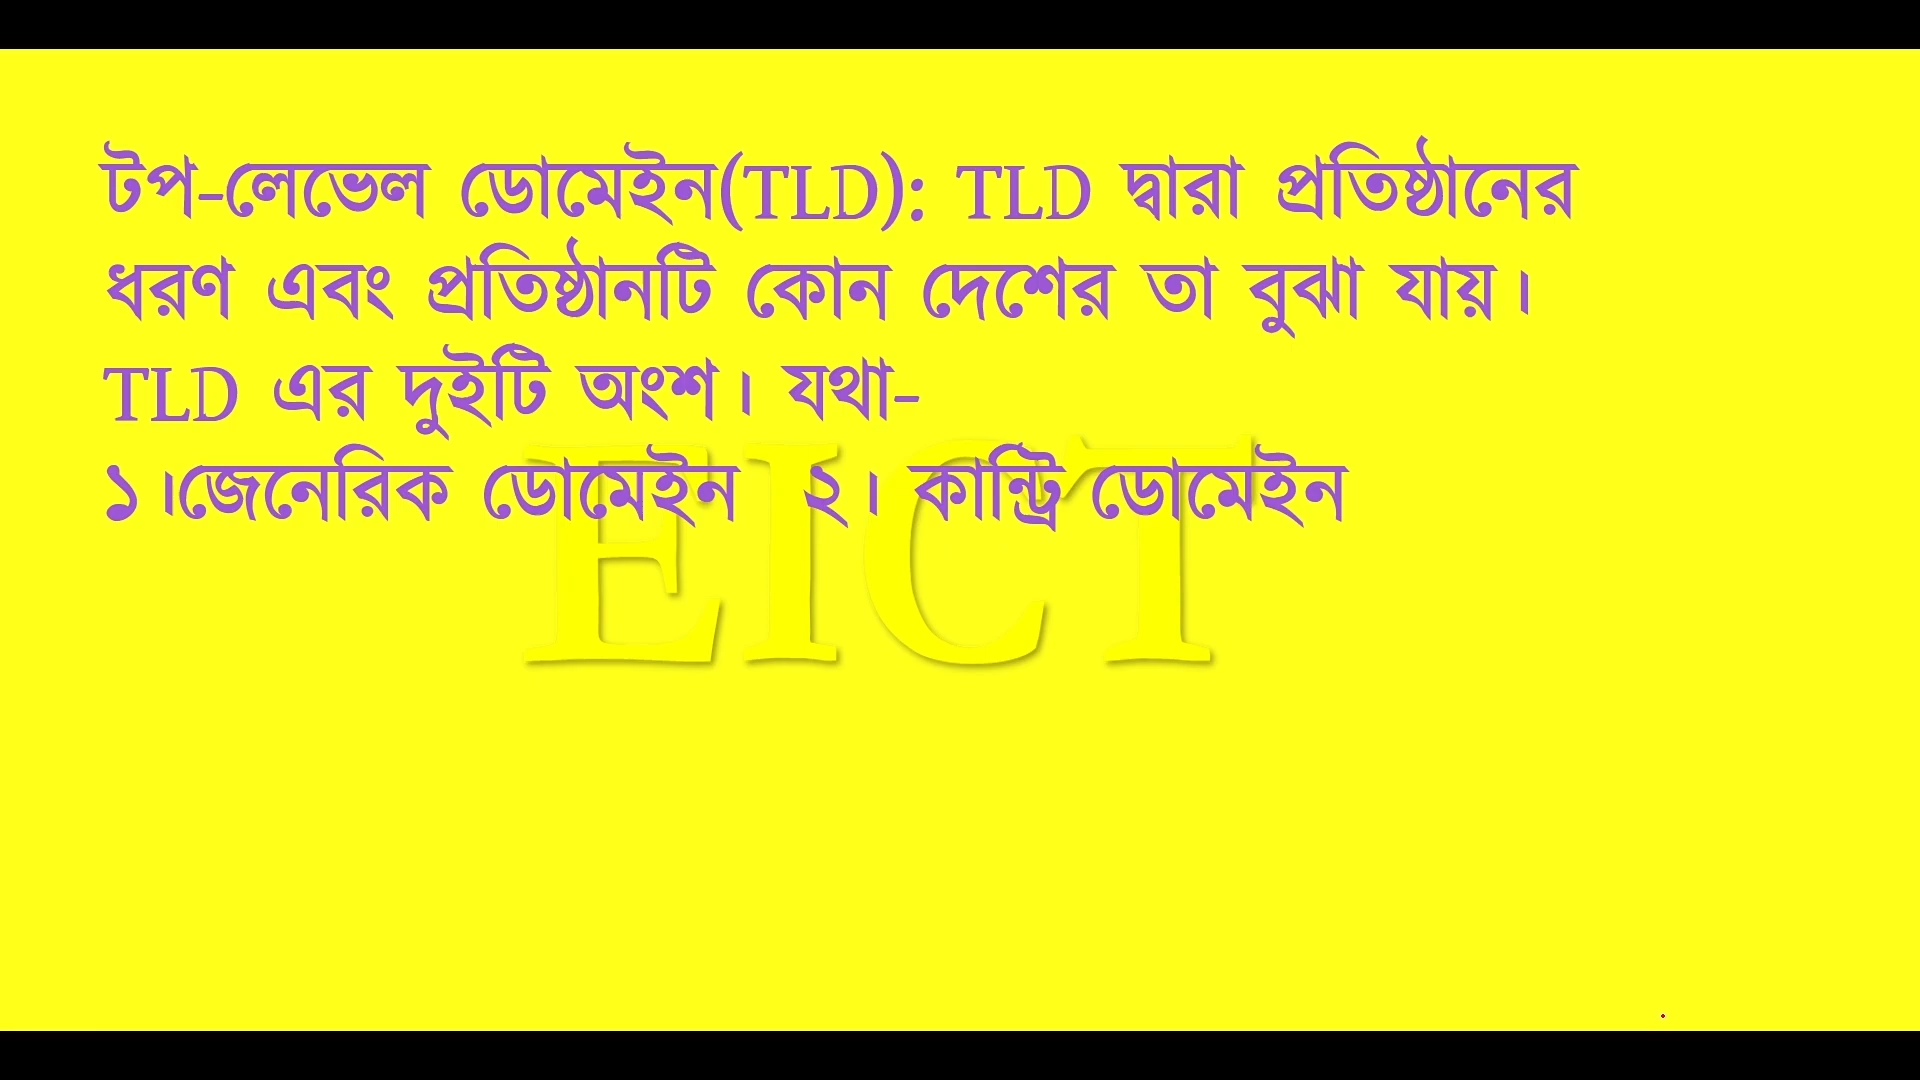 টপ-লেভেল ডোমেইন(TLD): TLD দ্বারা প্রতিষ্ঠানের
ধরণ এবং প্রতিষ্ঠানটি কোন দেশের তা বুঝা যায়।
TLD এর দুইটি অংশ। যথা-
১।জেনেরিক ডোমেইন ২। কান্ট্রি ডোমেইন
EICT